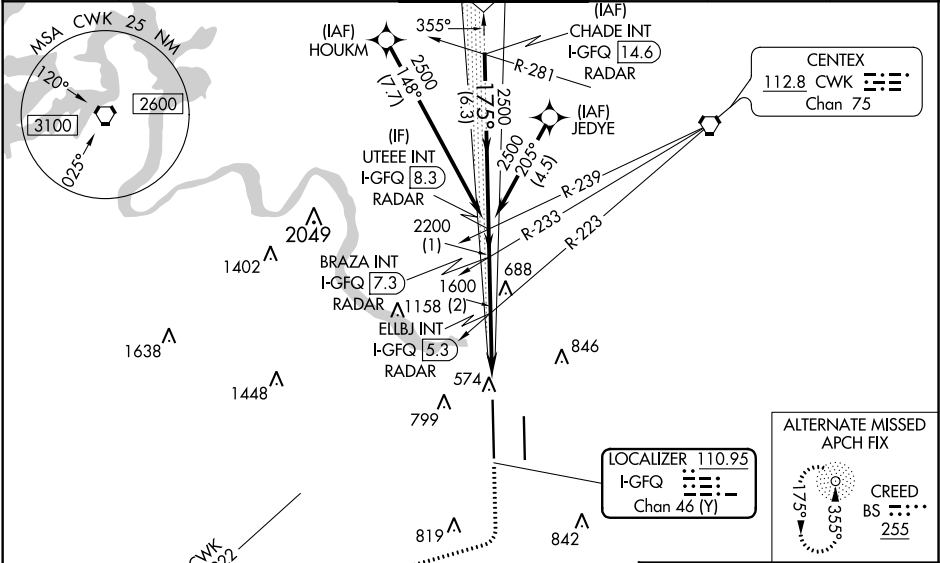 MSA CWK 25 NM
120°
3100
2600
025°
(IAF)
HOUKM
2500
148°
(7.7)
355°
(IAF)
CHADE INT
I-GFQ 14.6
RADAR
R-281
2500
175°
(6.3)
(IAF)
JEDYE
2500
205°
(4.5)
CENTEX
112.8 CWK
Chan 75
(IF)
UTEEE INT
I-GFQ 8.3
RADAR
R-239
R-233
R-223
2200
(1)
2049
1402
BRAZA INT
I-GFQ 7.3
RADAR
1600
(2)
688
1158
ELLBJ INT
I-GFQ 5.3
RADAR
1638
846
1448
574
799
LOCALIZER 110.95
I-GFQ
Chan 46 (Y)
ALTERNATE MISSED
APCH FIX
175°
355°
CREED
BS
255
819
842